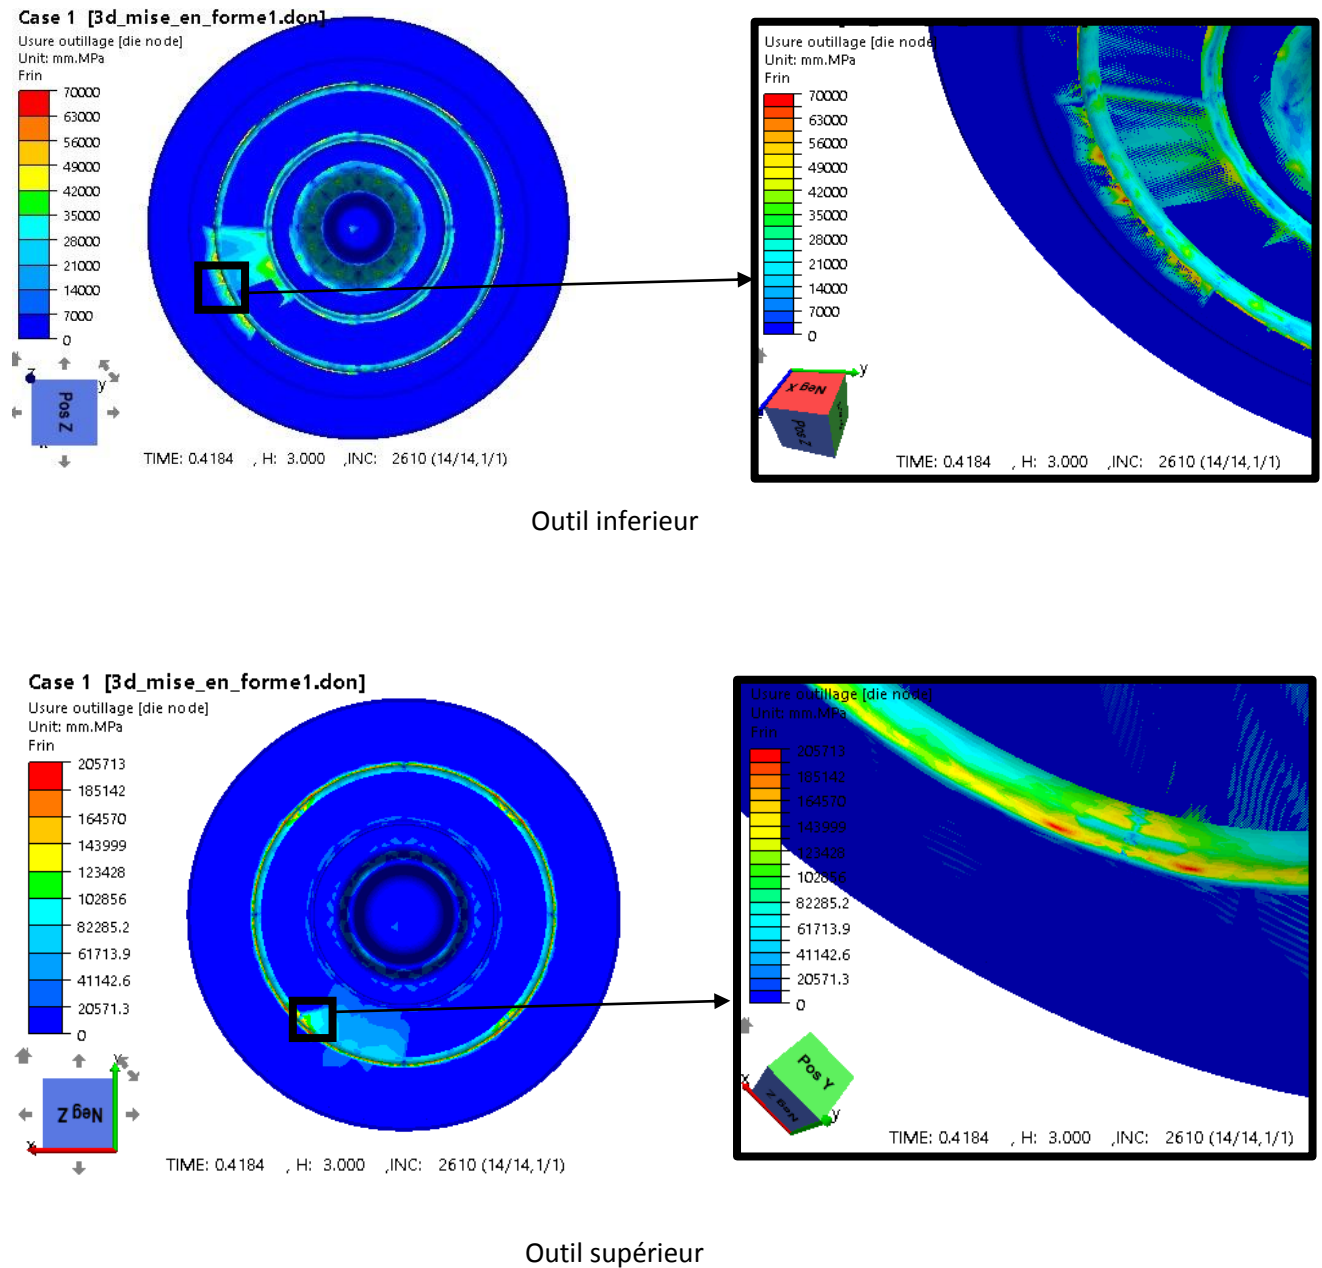 Case 1 [3d_mise_en_forme1.don]
Usure outillage [die node]
Unit: mm.MPa
Frin
70000
63000
56000
49000
42000
35000
28000
21000
14000
7000
0
Z
y
Pos Z
TIME: 0.4184 , H: 3.000 ,INC: 2610 (14/14,1/1)
Usure outillage [die node
Unit: mm.MPa
Frin
70000
63000
56000
49000
42000
35000
28000
21000
14000
7000
0
y
Neg X
Pos Z
TIME: 0.4184 , H: 3.000 ,INC: 2610 (14/14,1/1)
Outil inferieur
Case 1 [3d_mise_en_forme1.don]
Usure outillage [die node]
Unit: mm.MPa
Frin
205713
185142
164570
143999
123428
102856
82285.2
61713.9
41142.6
20571.3
0
Y
Neg Z
X
TIME: 0.4184 , H: 3.000 ,INC: 2610 (14/14,1/1)
Usure outillage [die node]
Unit: mm.MPa
Frin
205713
185142
164570
143999
123428
102856
82285.2
61713.9
41142.6
20571.3
0
Pos Y
X
Neg Z
y
TIME: 0.4184 , H: 3.000 ,INC: 2610 (14/14,1/1)
Outil supérieur